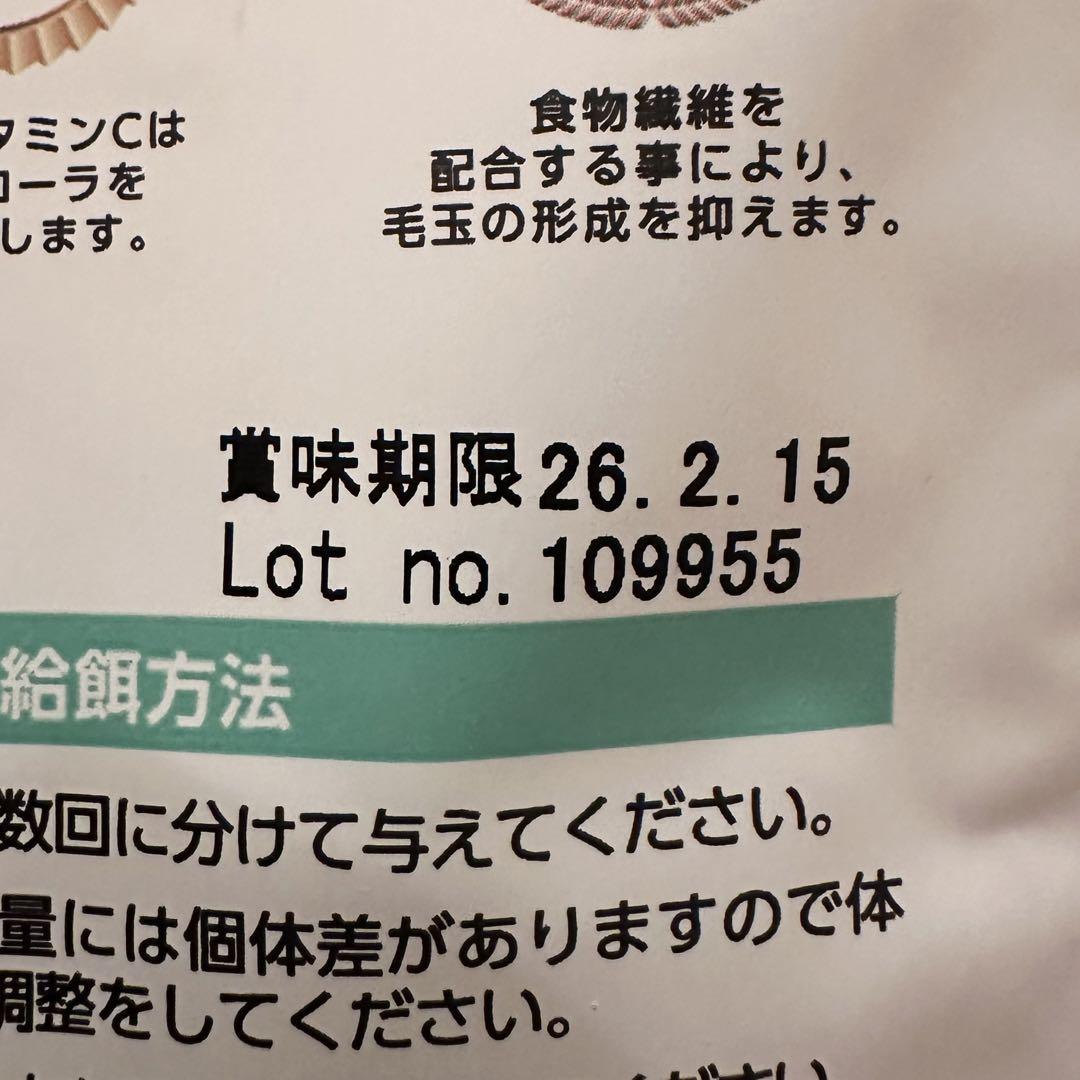 タミンCは
ローラを
します。
食物繊維を
配合する事により、
毛玉の形成を抑えます。
賞味期限 26. 2. 15
Lot no. 109955
給餌方法
数回に分けて与えてください。
量には個体差がありますので体
調整をしてください。
ください